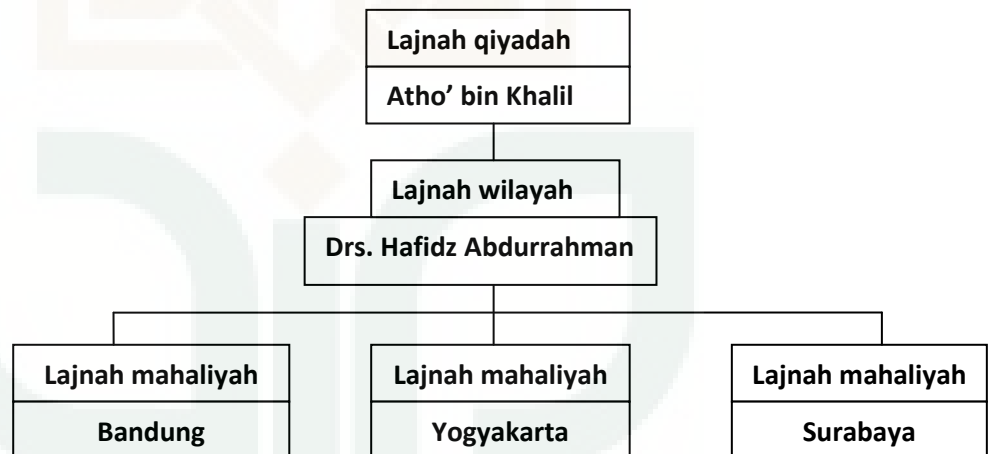 Lajnah qiyadah
Atho’ bin Khalil
Lajnah wilayah
Drs. Hafidz Abdurrahman
Lajnah mahaliyah
Bandung
Lajnah mahaliyah
Yogyakarta
Lajnah mahaliyah
Surabaya